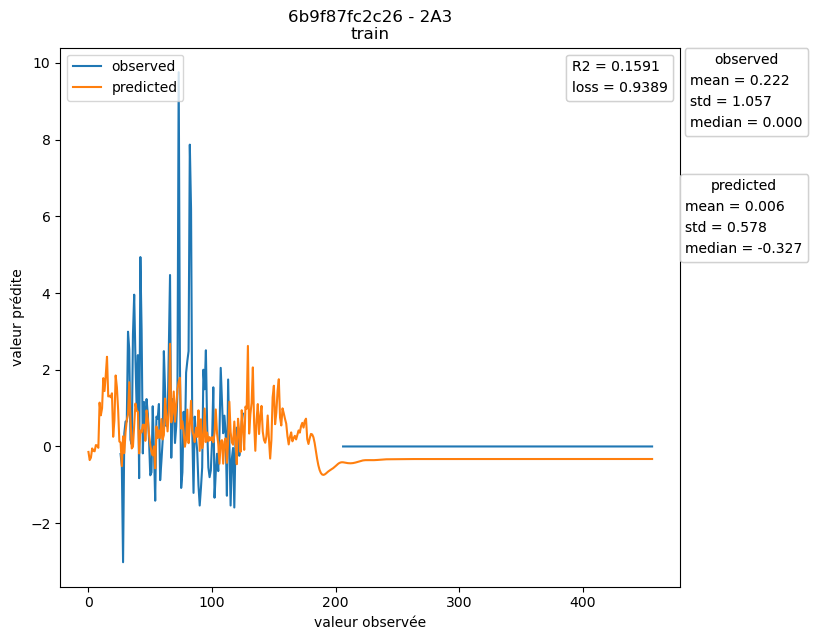 6b9f87fc2c26 - 2A3
train
observed
predicted
R2 = 0.1591
loss = 0.9389
observed
mean = 0.222
std = 1.057
median = 0.000
predicted
mean = 0.006
std = 0.578
median = -0.327
valeur prédite
10
8
6
4
2
0
−2
0
100
200
300
400
valeur observée